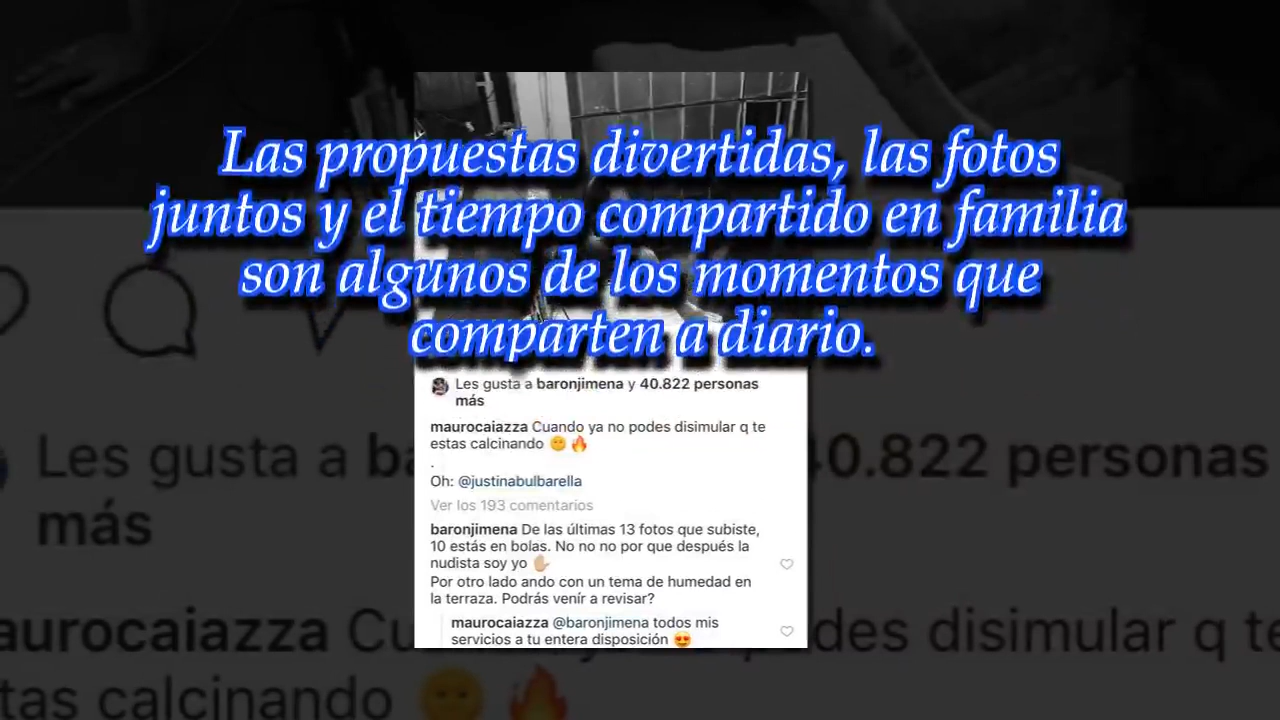 Las propuestas divertidas, las fotos
juntos y el tiempo compartido en familia
son algunos de los momentos que
comparten a diario.
Les gusta a baronjimena y 40.822 personas
más
maurocaiazza Cuando ya no podes disimular q te
estas calcinando 🌝 🔥
.
Oh: @justinabulbarella
Ver los 193 comentarios
baronjimena De las últimas 13 fotos que subiste,
10 estás en bolas. No no no por que después la
nudista soy yo ✋🏼
Por otro lado ando con un tema de humedad en
la terraza. Podrás venír a revisar?
maurocaiazza @baronjimena todos mis
servicios a tu entera disposición 😍
Les gusta a ba 40.822 personas
más
aurocaiazza Cu des disimular q te
stas calcinando 🌝 🔥